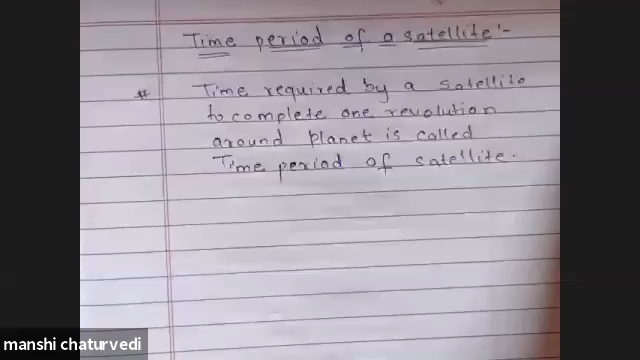 Time period of a satellite :-
# Time required by a satellite
to complete one revolution
around planet is called
Time period of satellite.
manshi chaturvedi